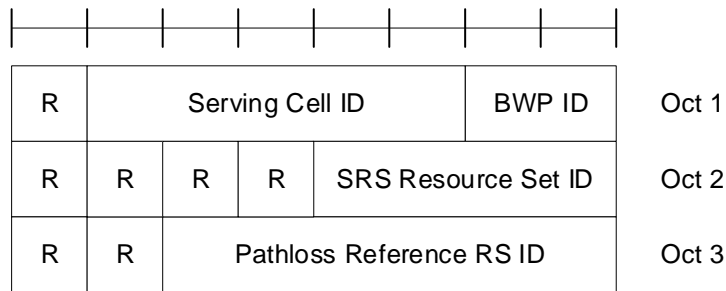 R Serving Cell ID BWP ID Oct 1
R R R R SRS Resource Set ID Oct 2
R R Pathloss Reference RS ID Oct 3